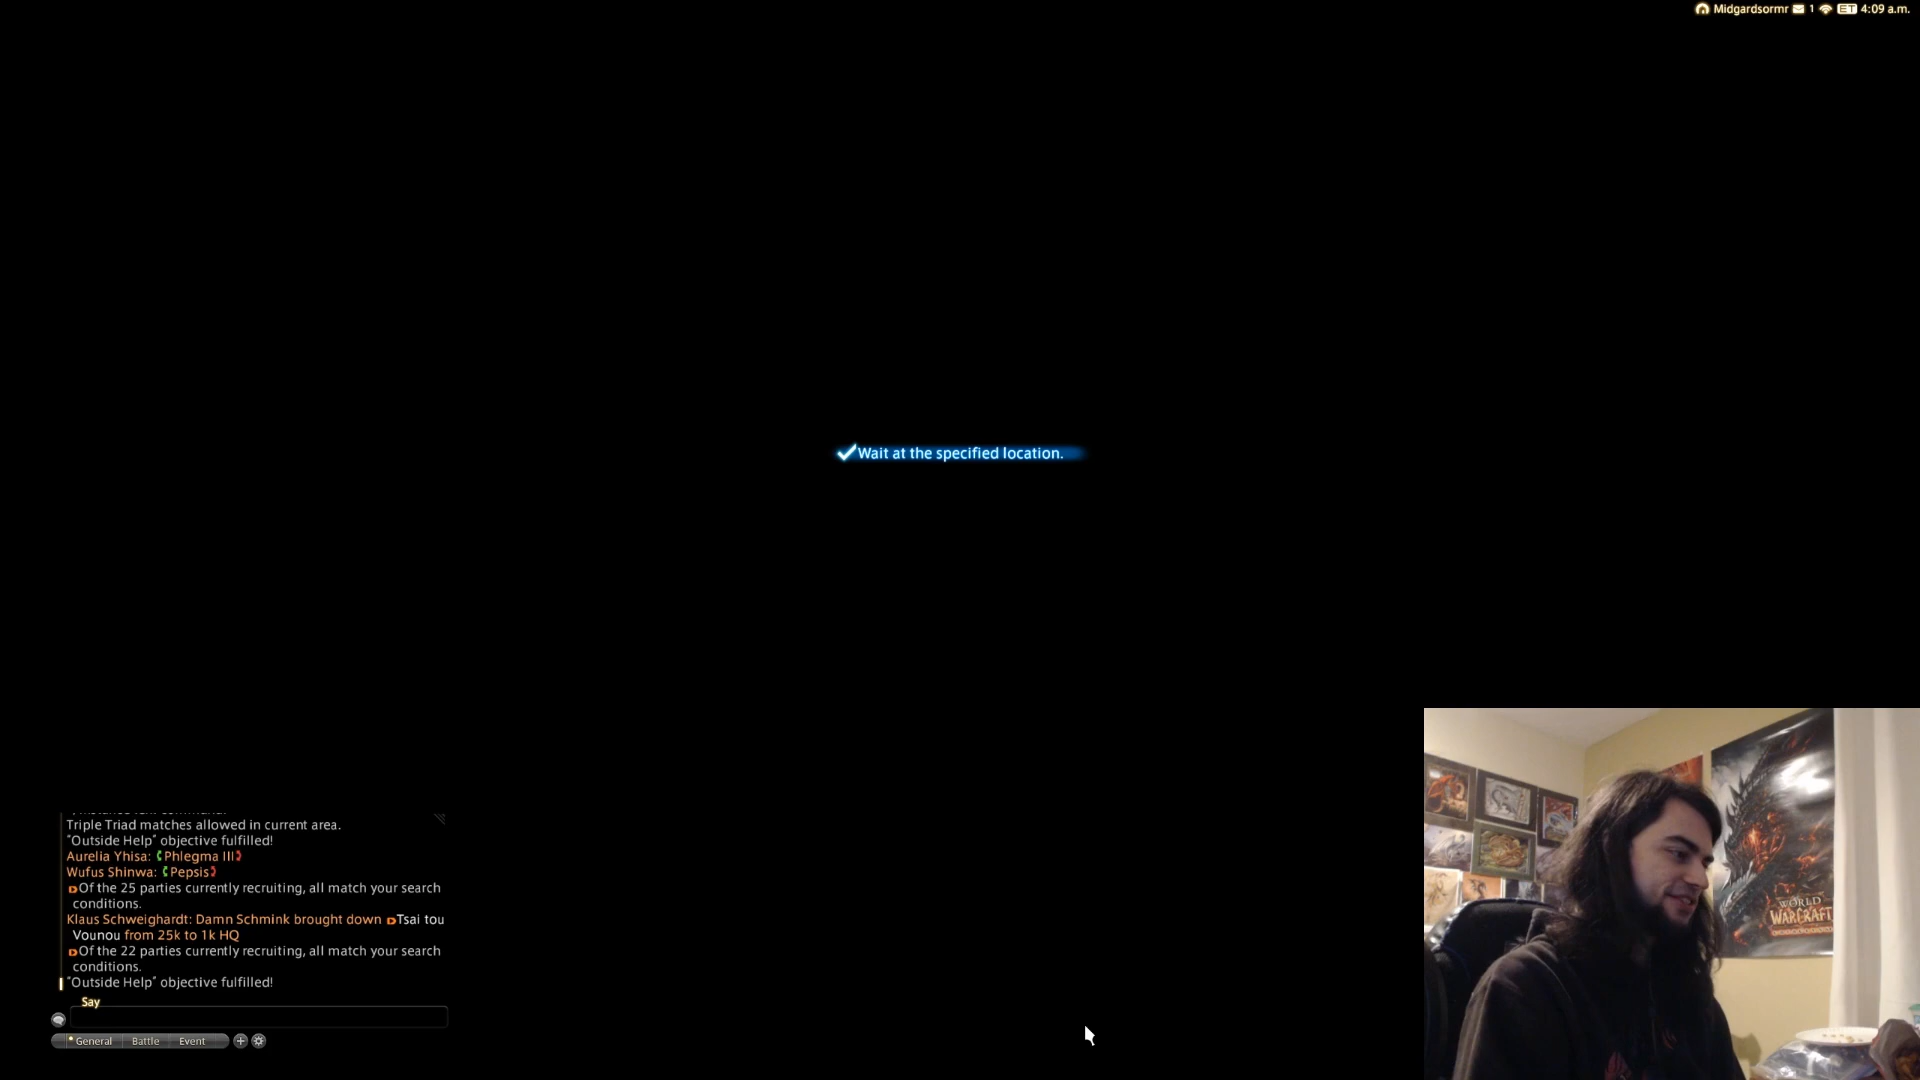 Midgardsormr 1 ET 4:09 a.m.
Wait at the specified location.
Triple Triad matches allowed in current area.
"Outside Help" objective fulfilled!
Aurelia Yhisa: Phlegma III
Wufus Shinwa: Pepsis
Of the 25 parties currently recruiting, all match your search
conditions.
Klaus Schweighardt: Damn Schmink brought down Tsai tou
Vounou from 25k to 1k HQ
Of the 22 parties currently recruiting, all match your search
conditions.
"Outside Help" objective fulfilled!
Say
General Battle Event
WORLD
WARCRAFT